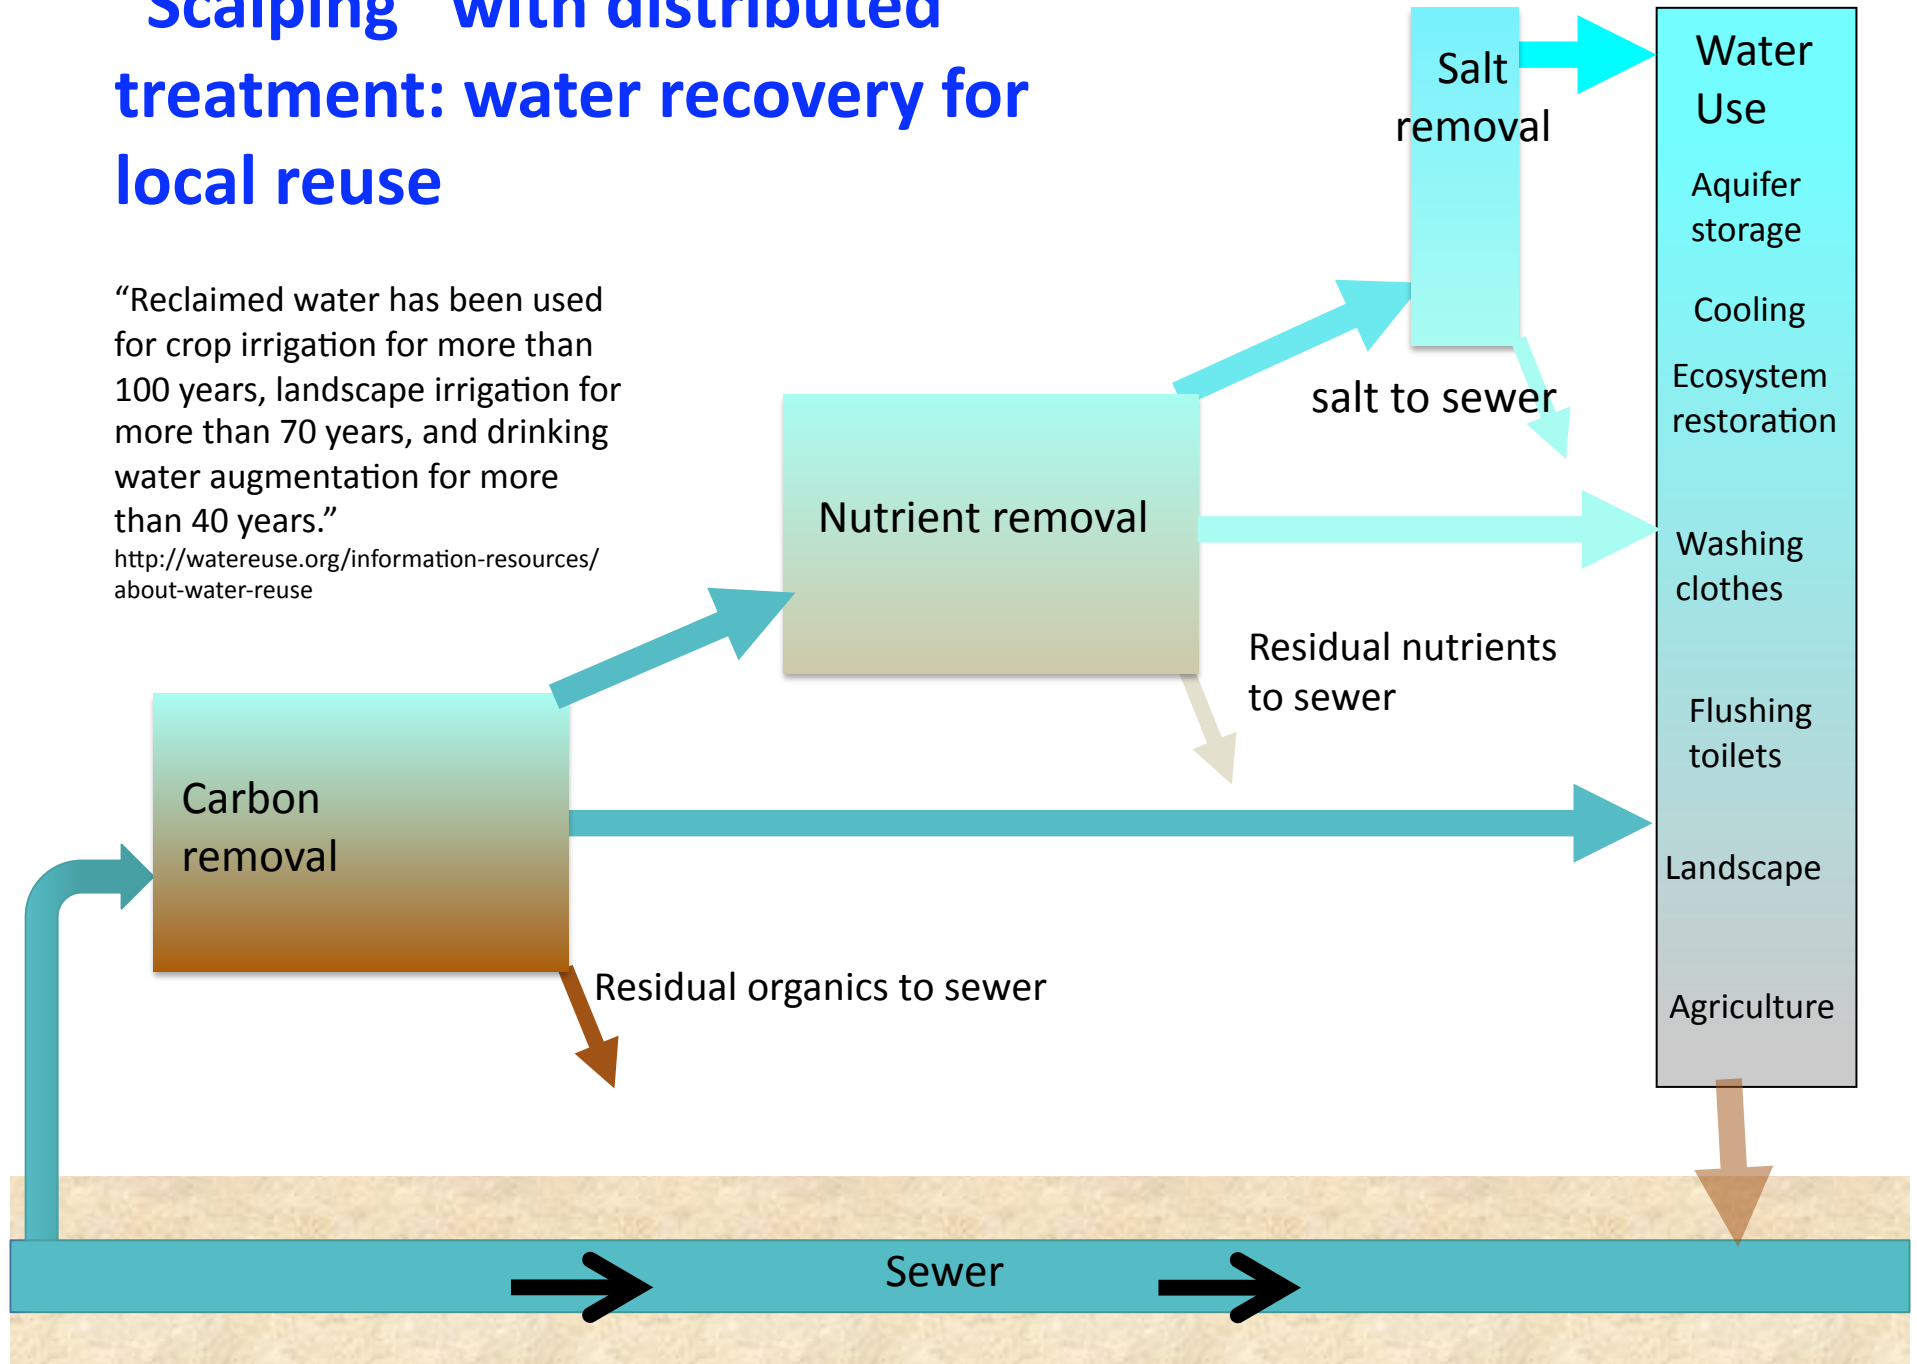 "Scalping" with distributed
treatment: water recovery for
local reuse
“Reclaimed water has been used
for crop irrigation for more than
100 years, landscape irrigation for
more than 70 years, and drinking
water augmentation for more
than 40 years.”
http://watereuse.org/information-resources/
about-water-reuse
Salt
removal
salt to sewer
Nutrient removal
Residual nutrients
to sewer
Carbon
removal
Residual organics to sewer
Water
Use
Aquifer
storage
Cooling
Ecosystem
restoration
Washing
clothes
Flushing
toilets
Landscape
Agriculture
Sewer